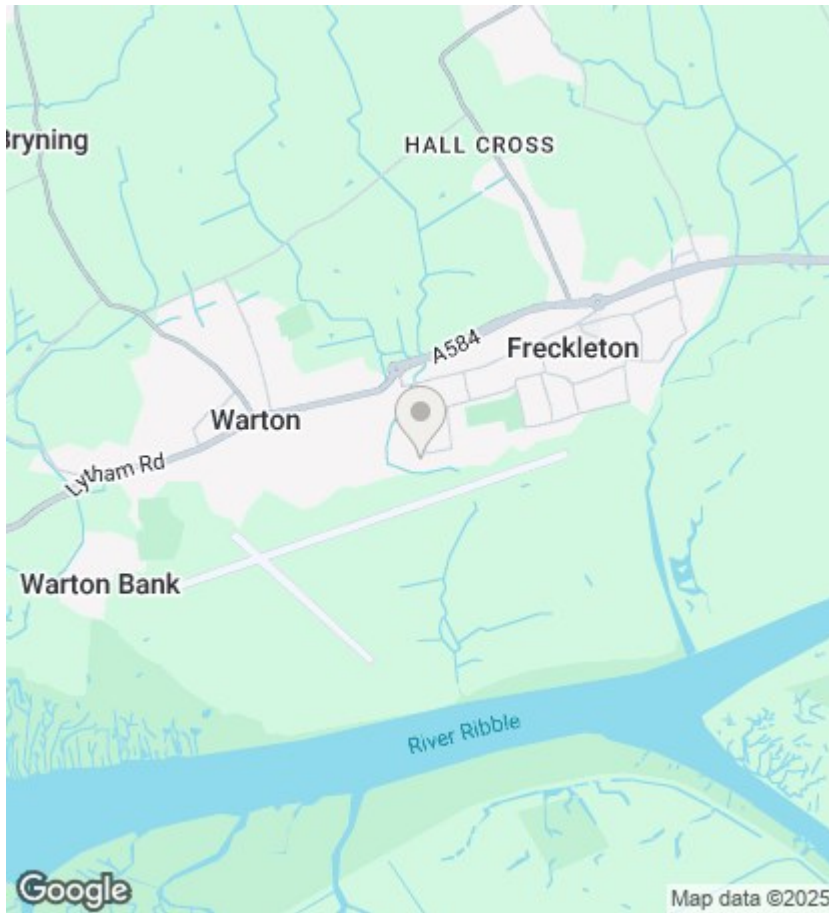 Bryning
HALL CROSS
A584
Freckleton
Warton
Lytham Rd
Warton Bank
River Ribble
Google
Map data ©2025